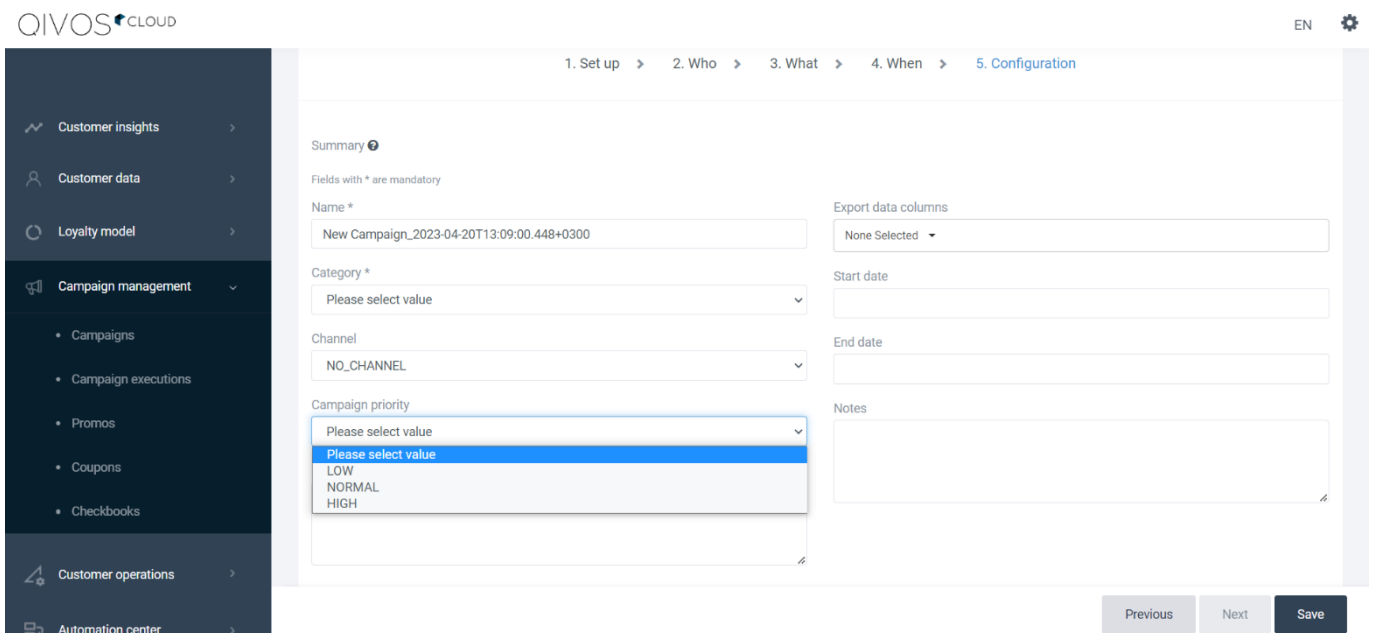 QIVOS CLOUD
EN
1. Set up
2. Who
3. What
4. When
5. Configuration
Customer insights
Customer data
Loyalty model
Campaign management
Campaigns
Campaign executions
Promos
Coupons
Checkbooks
Customer operations
Automation center
Summary
Fields with * are mandatory
Name *
New Campaign_2023-04-20T13:09:00.448+0300
Category *
Please select value
Channel
NO_CHANNEL
Campaign priority
Please select value
Please select value
LOW
NORMAL
HIGH
Export data columns
None Selected
Start date
End date
Notes
Previous
Next
Save